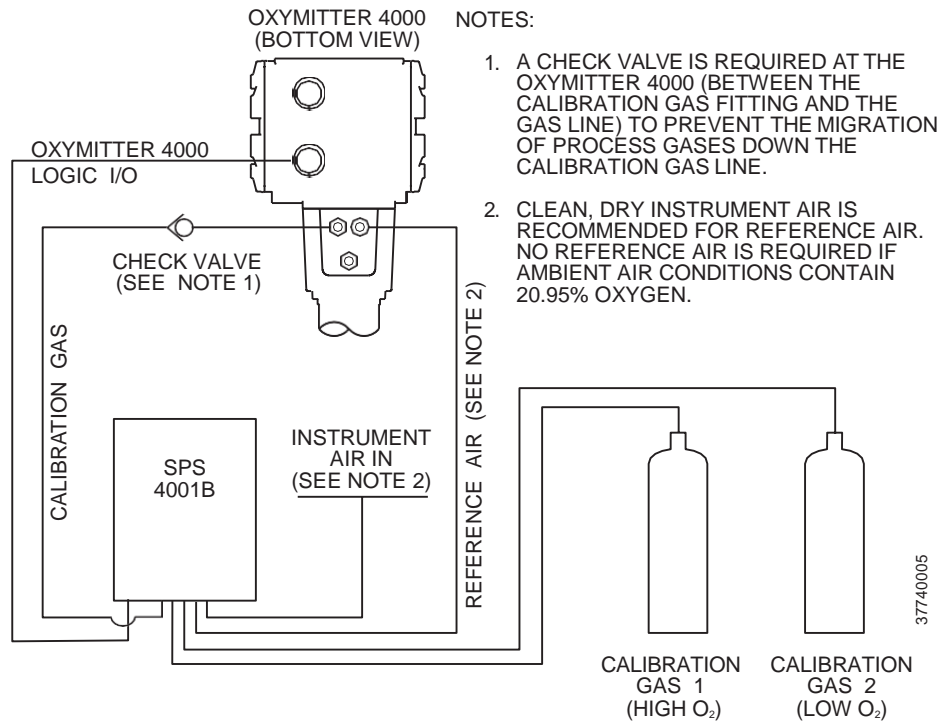 OXYMITTER 4000
(BOTTOM VIEW)
NOTES:
1. A CHECK VALVE IS REQUIRED AT THE
OXYMITTER 4000 (BETWEEN THE
CALIBRATION GAS FITTING AND THE
GAS LINE) TO PREVENT THE MIGRATION
OF PROCESS GASES DOWN THE
CALIBRATION GAS LINE.
2. CLEAN, DRY INSTRUMENT AIR IS
RECOMMENDED FOR REFERENCE AIR.
NO REFERENCE AIR IS REQUIRED IF
AMBIENT AIR CONDITIONS CONTAIN
20.95% OXYGEN.
OXYMITTER 4000
LOGIC I/O
CHECK VALVE
(SEE NOTE 1)
CALIBRATION GAS
SPS
4001B
INSTRUMENT
AIR IN
(SEE NOTE 2)
REFERENCE AIR (SEE NOTE 2)
CALIBRATION
GAS 1
(HIGH O₂)
CALIBRATION
GAS 2
(LOW O₂)
37740005